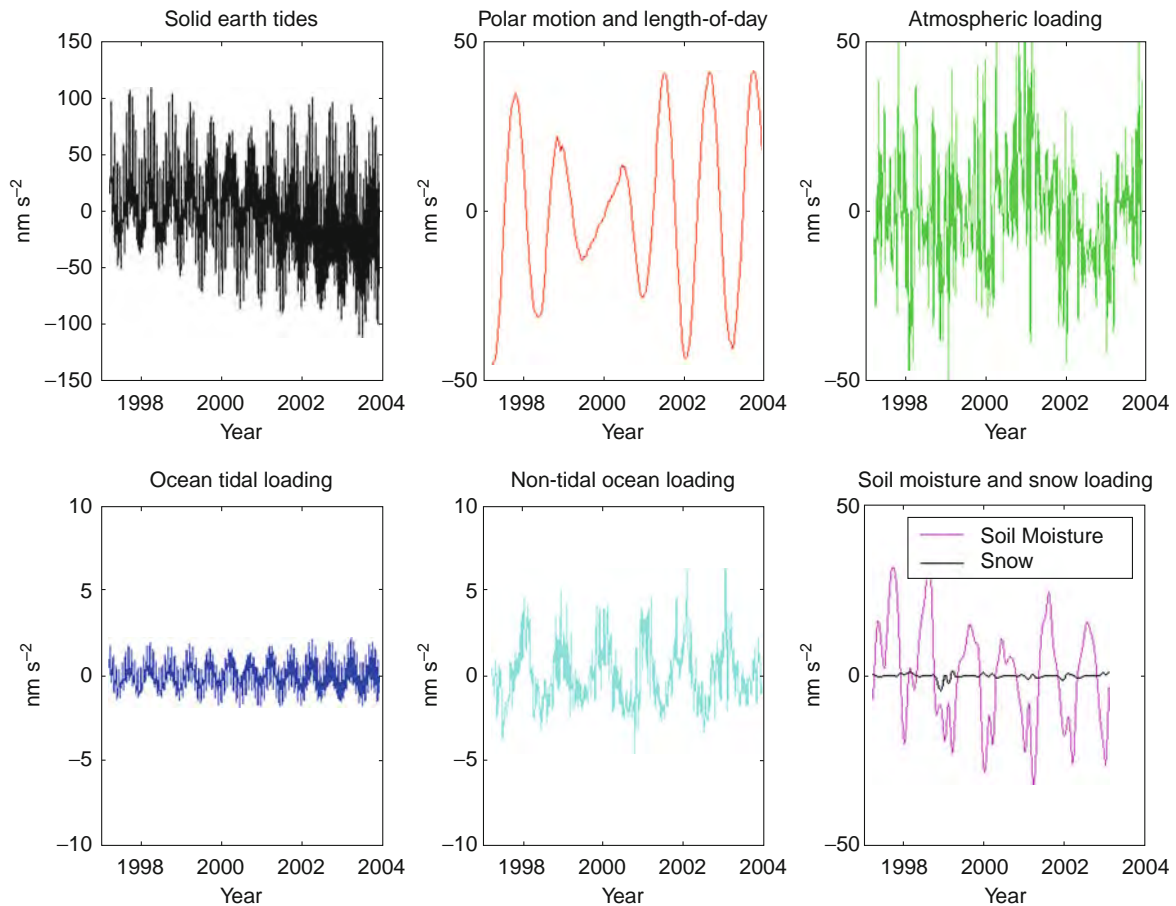 Solid earth tides
Polar motion and length-of-day
Atmospheric loading
150
100
50
0
−50
−100
−150
nm s−2
1998 2000 2002 2004
Year
50
0
−50
nm s−2
1998 2000 2002 2004
Year
50
0
−50
nm s−2
1998 2000 2002 2004
Year
Ocean tidal loading
Non-tidal ocean loading
Soil moisture and snow loading
10
5
0
−5
−10
nm s−2
1998 2000 2002 2004
Year
10
5
0
−5
−10
nm s−2
1998 2000 2002 2004
Year
50
0
−50
nm s−2
Soil Moisture
Snow
1998 2000 2002 2004
Year